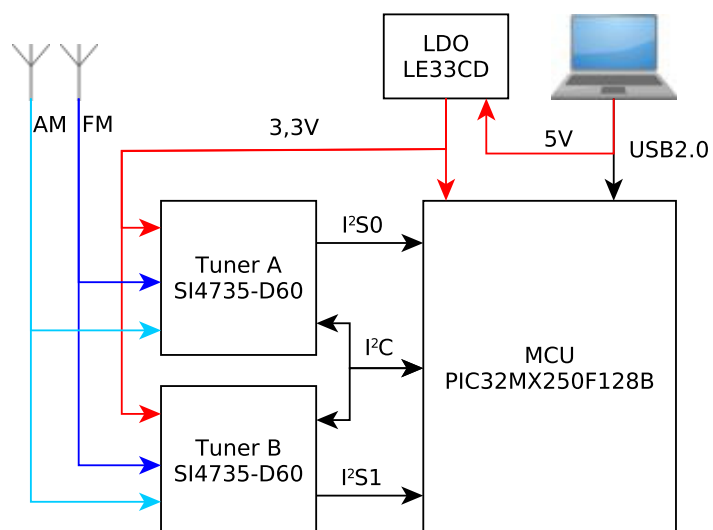 LDO
LE33CD
AM
FM
3,3V
5V
USB2.0
Tuner A
SI4735-D60
I²S0
I²C
MCU
PIC32MX250F128B
Tuner B
SI4735-D60
I²S1